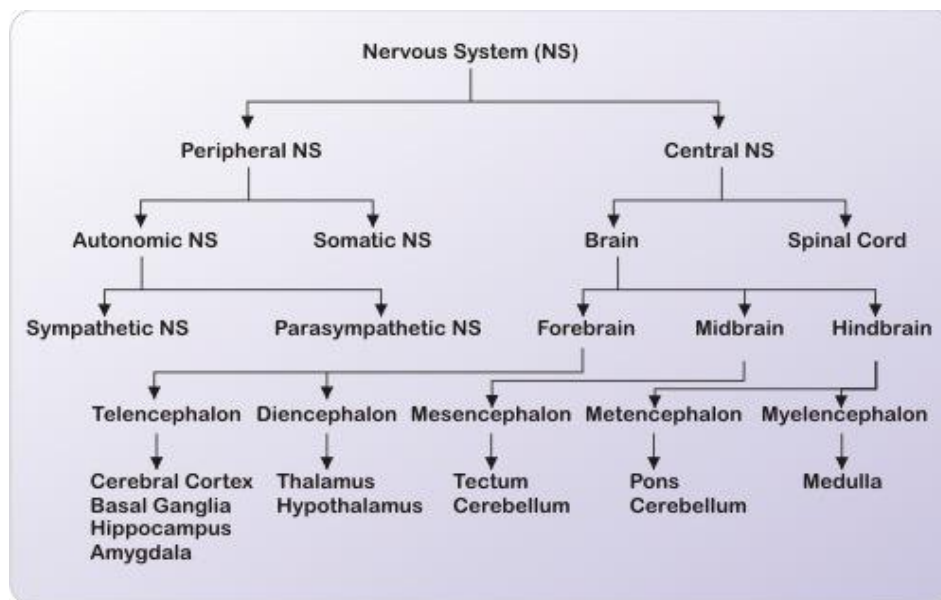 Nervous System (NS)
Peripheral NS
Central NS
Autonomic NS
Somatic NS
Brain
Spinal Cord
Sympathetic NS
Parasympathetic NS
Forebrain
Midbrain
Hindbrain
Telencephalon
Diencephalon
Mesencephalon
Metencephalon
Myelencephalon
Cerebral Cortex
Basal Ganglia
Hippocampus
Amygdala
Thalamus
Hypothalamus
Tectum
Cerebellum
Pons
Cerebellum
Medulla